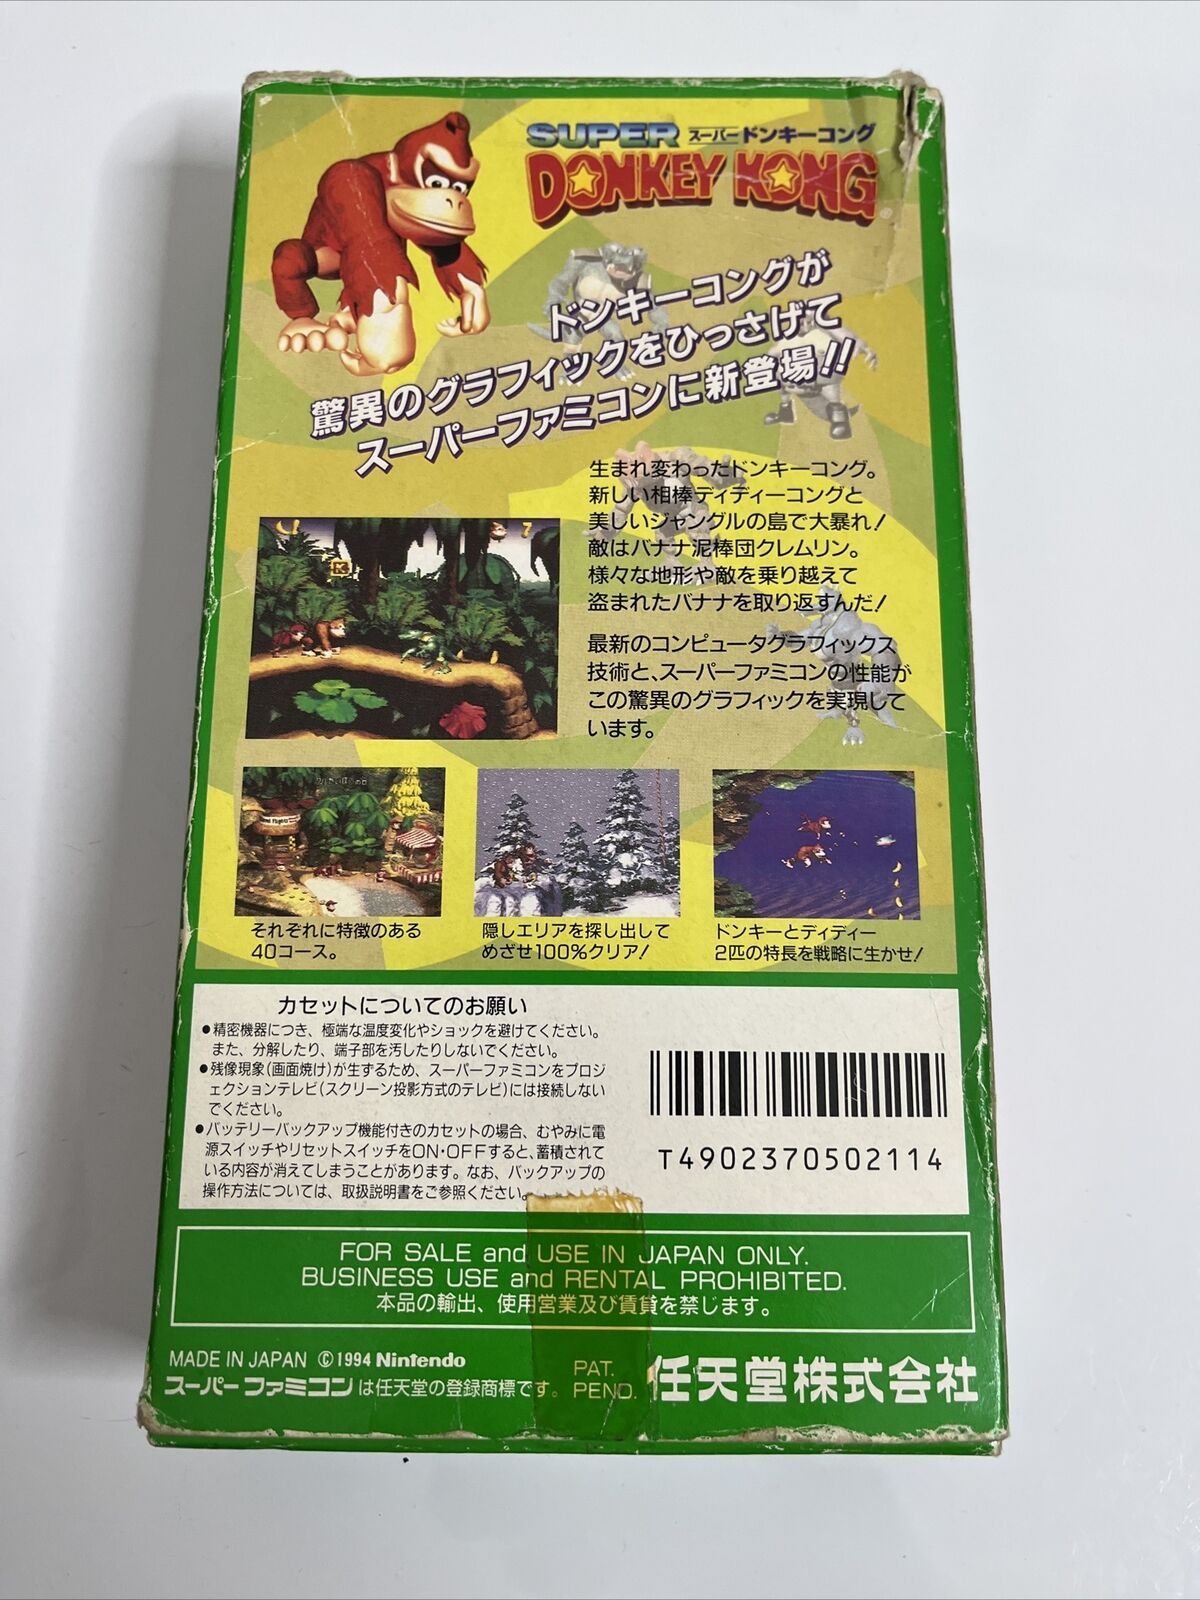 SUPER スーパードンキーコング
DONKEY KONG®
ドンキーコングが
驚異のグラフィックをひっさげて
スーパーファミコンに新登場!!
生まれ変わったドンキーコング。
新しい相棒ディディーコングと
美しいジャングルの島で大暴れ!
敵はバナナ泥棒団クレムリン。
様々な地形や敵を乗り越えて
盗まれたバナナを取り返すんだ!
最新のコンピュータグラフィックス
技術と、スーパーファミコンの性能が
この驚異のグラフィックを実現して
います。
7
K
それぞれに特徴のある
40コース。
隠しエリアを探し出して
めざせ100%クリア!
ドンキーとディディー
2匹の特長を戦略に生かせ!
カセットについてのお願い
●精密機器につき、極端な温度変化やショックを避けてください。
また、分解したり、端子部を汚したりしないでください。
●残像現象(画面焼け)が生ずるため、スーパーファミコンをプロジ
ェクションテレビ(スクリーン投影方式のテレビ)には接続しない
でください。
●バッテリーバックアップ機能付きのカセットの場合、むやみに電
源スイッチやリセットスイッチをON・OFFすると、蓄積されて
いる内容が消えてしまうことがあります。なお、バックアップの
操作方法については、取扱説明書をご参照ください。
T4902370502114
FOR SALE and USE IN JAPAN ONLY.
BUSINESS USE and RENTAL PROHIBITED.
本品の輸出、使用営業及び賃貸を禁じます。
MADE IN JAPAN ©1994 Nintendo
スーパーファミコンは任天堂の登録商標です。
PAT.
PEND.
任天堂株式会社